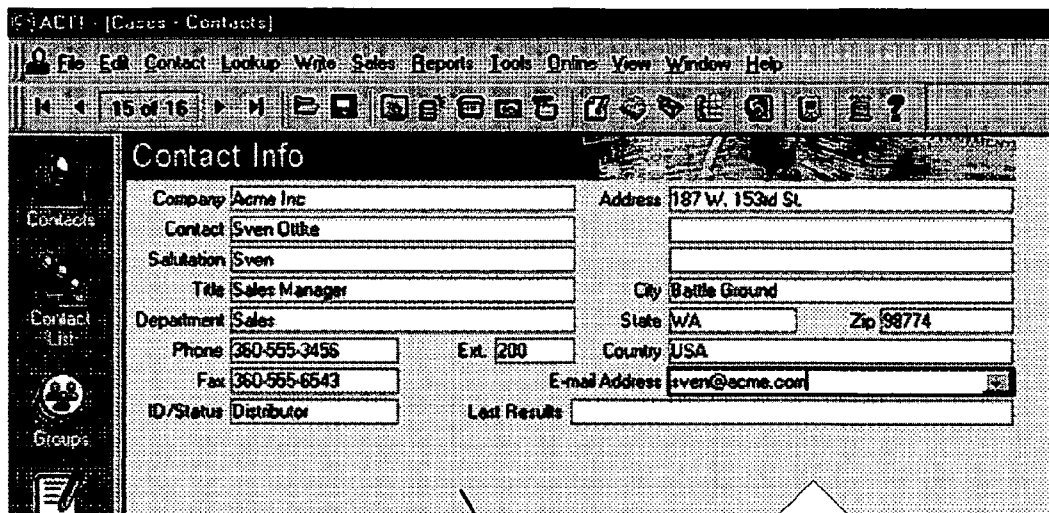 ACT! - [Cases - Contacts]
File Edit Contact Lookup Write Sales Reports Tools Online View Window Help
15 of 16
Contact Info
Contacts
Contact List
Groups
Company Acme Inc Address 187 W. 153rd St.
Contact Sven Ottke
Salutation Sven
Title Sales Manager City Battle Ground
Department Sales State WA Zip 98774
Phone 360-555-3456 Ext. 200 Country USA
Fax 360-555-6543 E-mail Address sven@acme.com
ID/Status Distributor Last Results